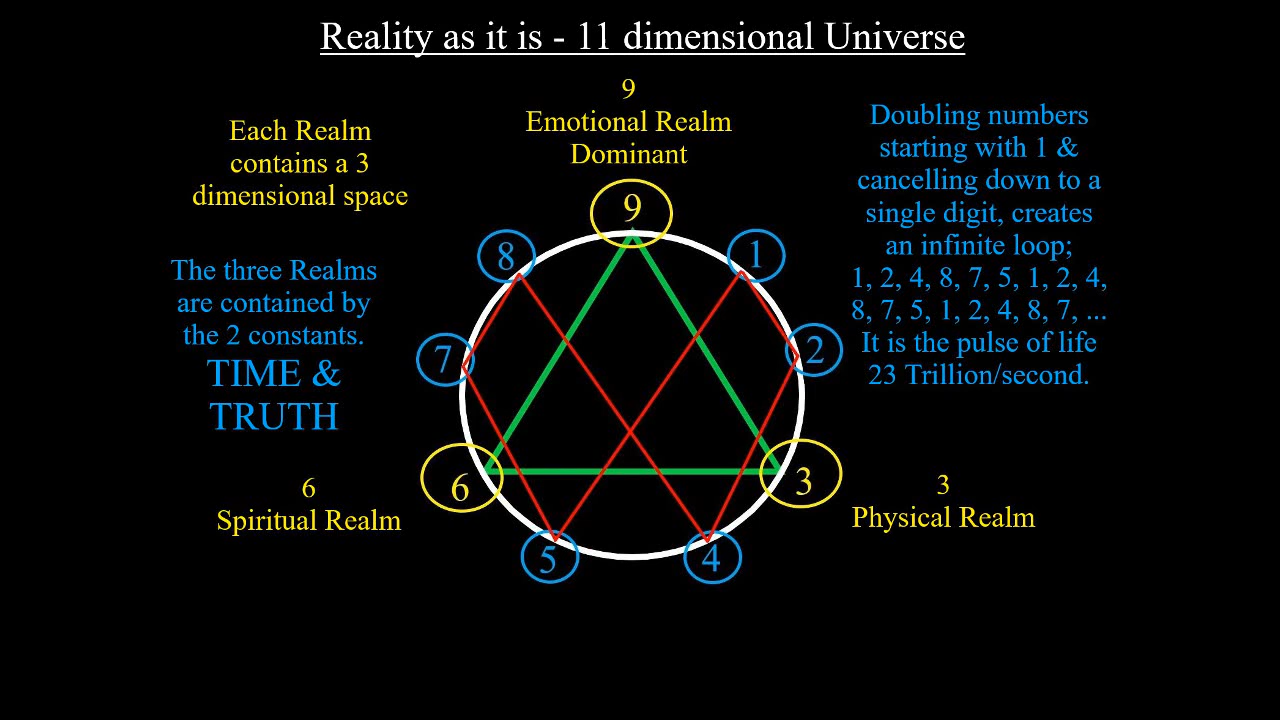 Reality as it is - 11 dimensional Universe
9
Emotional Realm
Dominant
Each Realm
contains a 3
dimensional space
The three Realms
are contained by
the 2 constants.
TIME &
TRUTH
Doubling numbers
starting with 1 &
cancelling down to a
single digit, creates
an infinite loop;
1, 2, 4, 8, 7, 5, 1, 2, 4,
8, 7, 5, 1, 2, 4, 8, 7, ...
It is the pulse of life
23 Trillion/second.
9
8
1
7
2
6
3
5
4
6
Spiritual Realm
3
Physical Realm